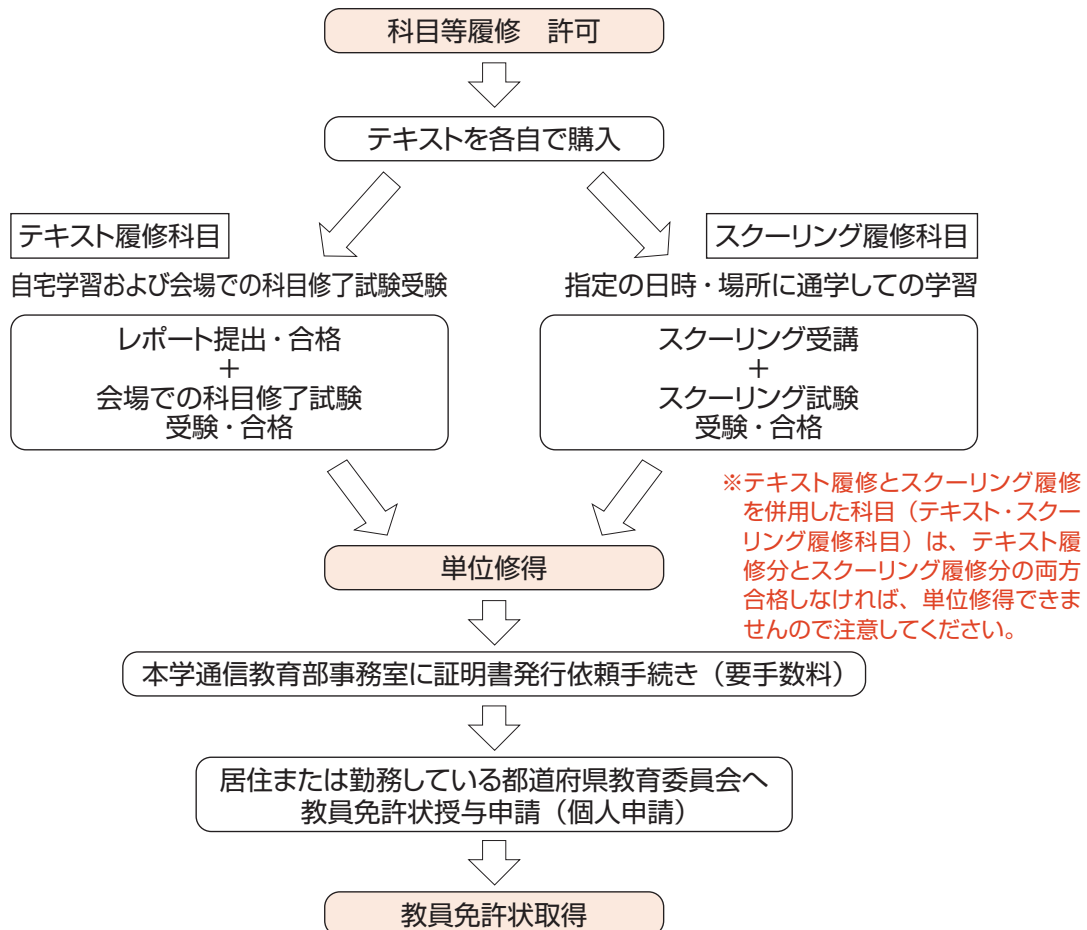 科目等履修　許可
テキストを各自で購入
テキスト履修科目
自宅学習および会場での科目修了試験受験
レポート提出・合格
＋
会場での科目修了試験
受験・合格
スクーリング履修科目
指定の日時・場所に通学しての学習
スクーリング受講
＋
スクーリング試験
受験・合格
※テキスト履修とスクーリング履修
を併用した科目（テキスト・スクー
リング履修科目）は、テキスト履
修分とスクーリング履修分の両方
合格しなければ、単位修得できま
せんので注意してください。
単位修得
本学通信教育部事務室に証明書発行依頼手続き（要手数料）
居住または勤務している都道府県教育委員会へ
教員免許状授与申請（個人申請）
教員免許状取得